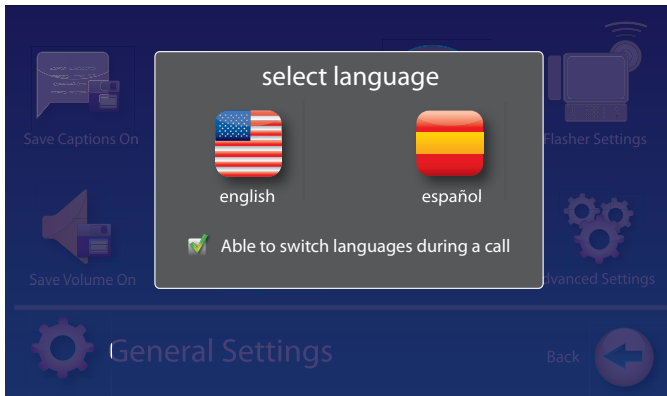 select language
english
español
Able to switch languages during a call
Save Captions On
Flasher Settings
Save Volume On
dvanced Settings
General Settings
Back